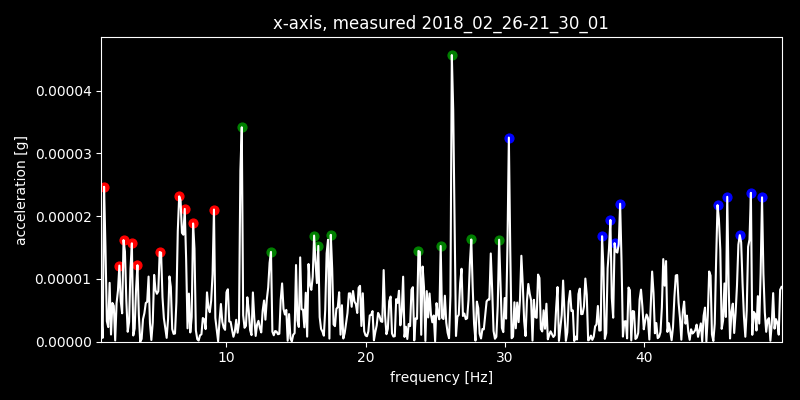 x-axis, measured 2018_02_26-21_30_01
acceleration [g]
0.00004
0.00003
0.00002
0.00001
0.00000
10 20 30 40
frequency [Hz]